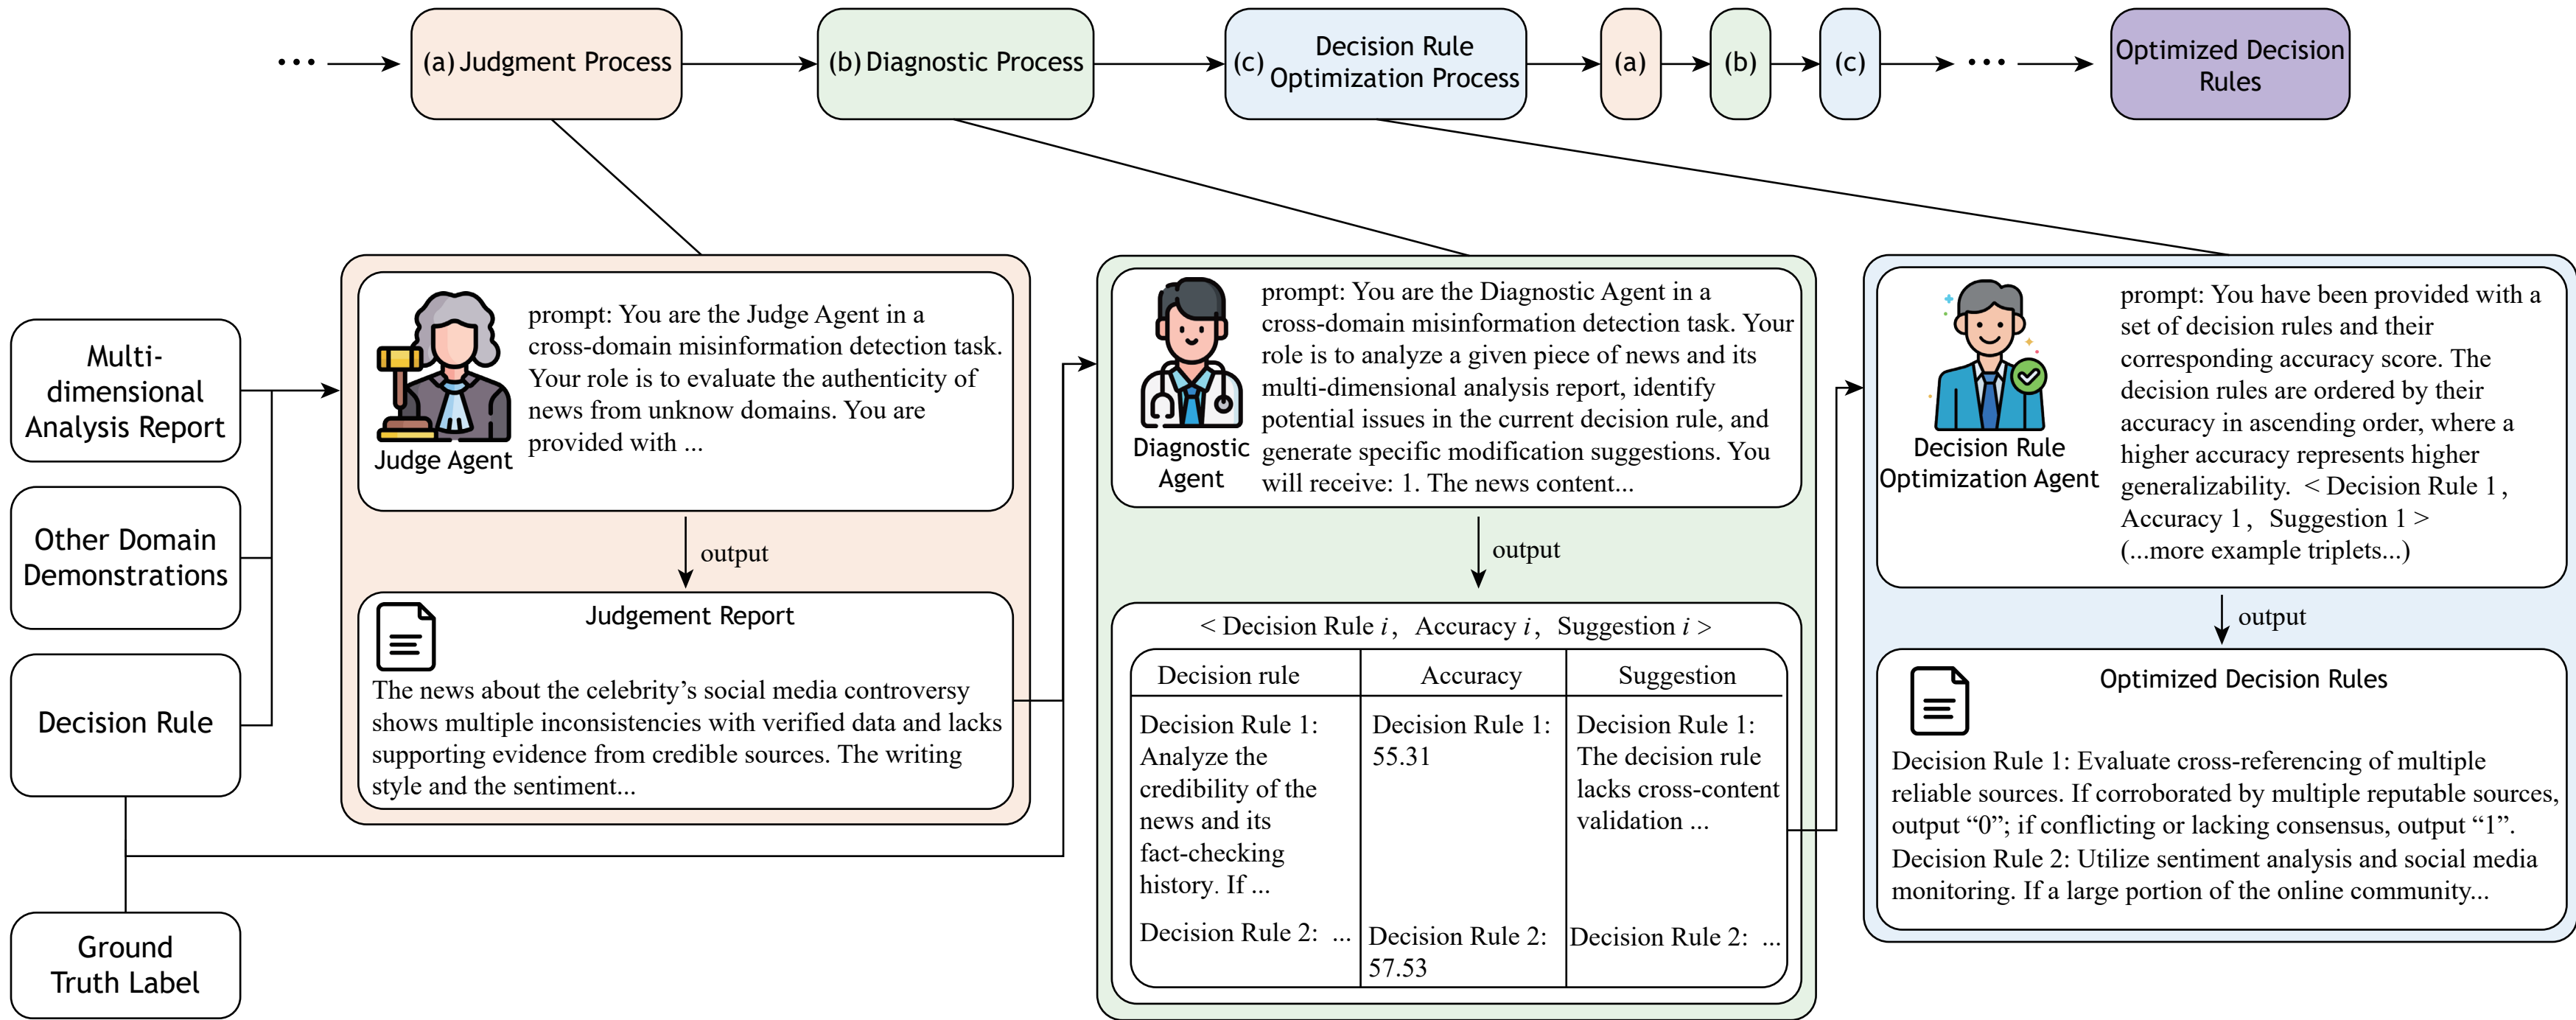 ••• (a) Judgment Process (b) Diagnostic Process (c) Decision Rule
Optimization Process (a) (b) (c) ••• Optimized Decision
Rules
Multi-
dimensional
Analysis Report
Other Domain
Demonstrations
Decision Rule
Ground
Truth Label
Judge Agent
prompt: You are the Judge Agent in a
cross-domain misinformation detection task.
Your role is to evaluate the authenticity of
news from unknow domains. You are
provided with ...
output
Judgement Report
The news about the celebrity’s social media controversy
shows multiple inconsistencies with verified data and lacks
supporting evidence from credible sources. The writing
style and the sentiment...
Diagnostic
Agent
prompt: You are the Diagnostic Agent in a
cross-domain misinformation detection task. Your
role is to analyze a given piece of news and its
multi-dimensional analysis report, identify
potential issues in the current decision rule, and
generate specific modification suggestions. You
will receive: 1. The news content...
output
< Decision Rule i, Accuracy i, Suggestion i >
Decision rule Accuracy Suggestion
Decision Rule 1:
Analyze the
credibility of the
news and its
fact-checking
history. If ...
Decision Rule 1:
55.31
Decision Rule 1:
The decision rule
lacks cross-content
validation ...
Decision Rule 2: ...
Decision Rule 2:
57.53
Decision Rule 2: ...
Decision Rule
Optimization Agent
prompt: You have been provided with a
set of decision rules and their
corresponding accuracy score. The
decision rules are ordered by their
accuracy in ascending order, where a
higher accuracy represents higher
generalizability. < Decision Rule 1,
Accuracy 1, Suggestion 1 >
(...more example triplets...)
output
Optimized Decision Rules
Decision Rule 1: Evaluate cross-referencing of multiple
reliable sources. If corroborated by multiple reputable sources,
output “0”; if conflicting or lacking consensus, output “1”.
Decision Rule 2: Utilize sentiment analysis and social media
monitoring. If a large portion of the online community...